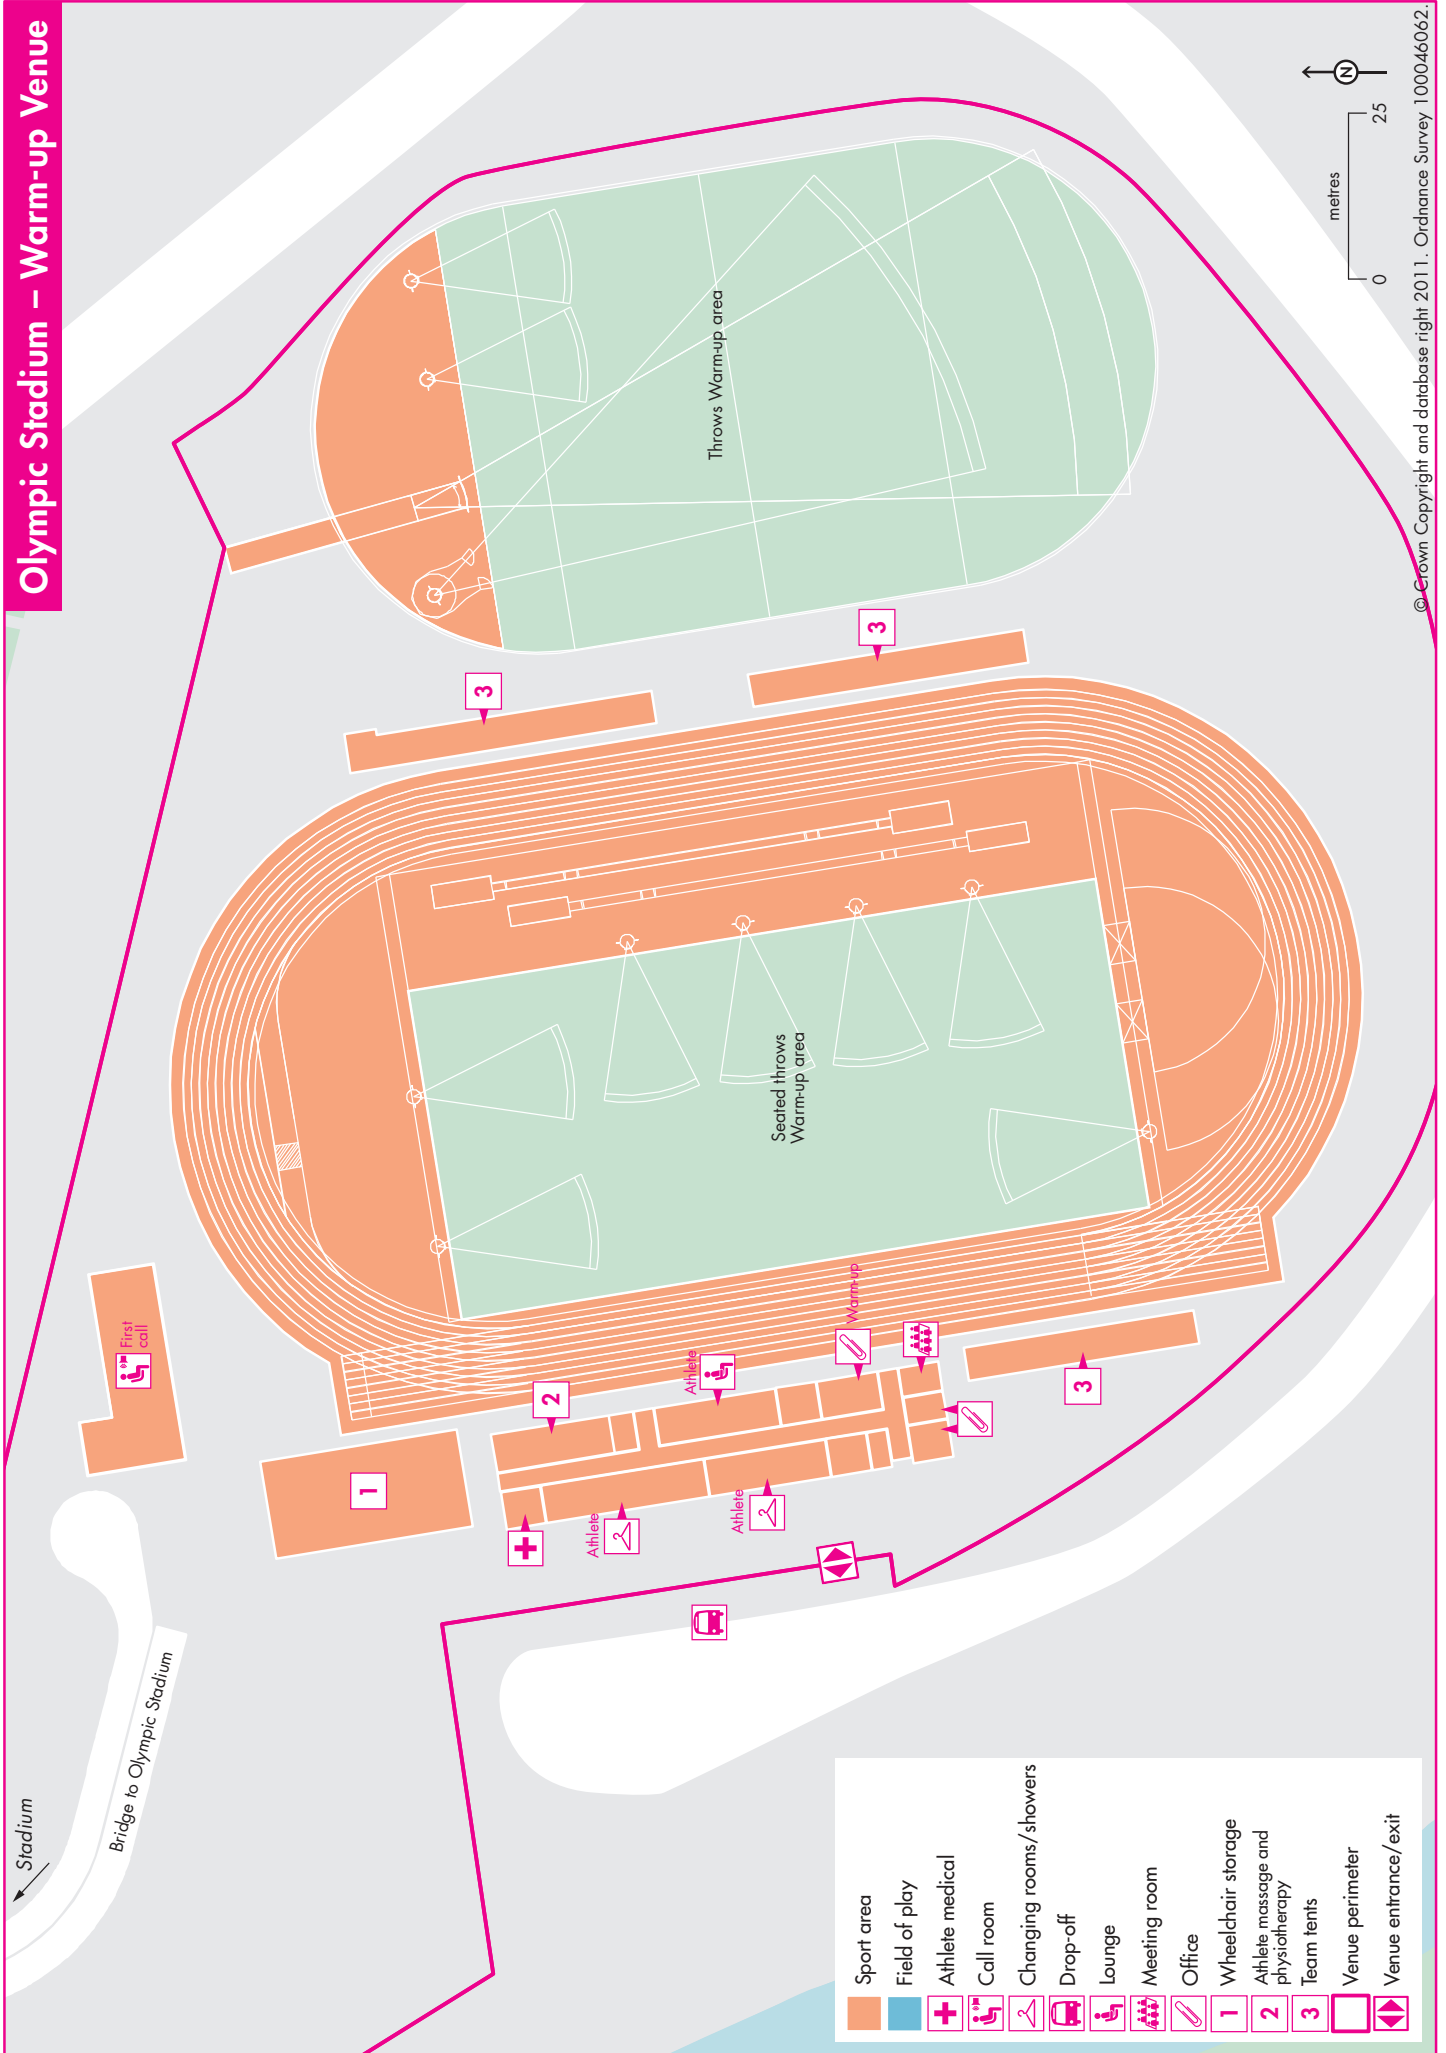 Olympic Stadium – Warm-up Venue
Stadium
Bridge to Olympic Stadium
First
call
1
2
3
3
3
Athlete
Athlete
Athlete
Warm-up
Seated throws
Warm-up area
Throws Warm-up area
Sport area
Field of play
Athlete medical
Call room
Changing rooms/showers
Drop-off
Lounge
Meeting room
Office
1 Wheelchair storage
2 Athlete massage and
physiotherapy
3 Team tents
Venue perimeter
Venue entrance/exit
N
metres
0 25
© Crown Copyright and database right 2011. Ordnance Survey 100046062.